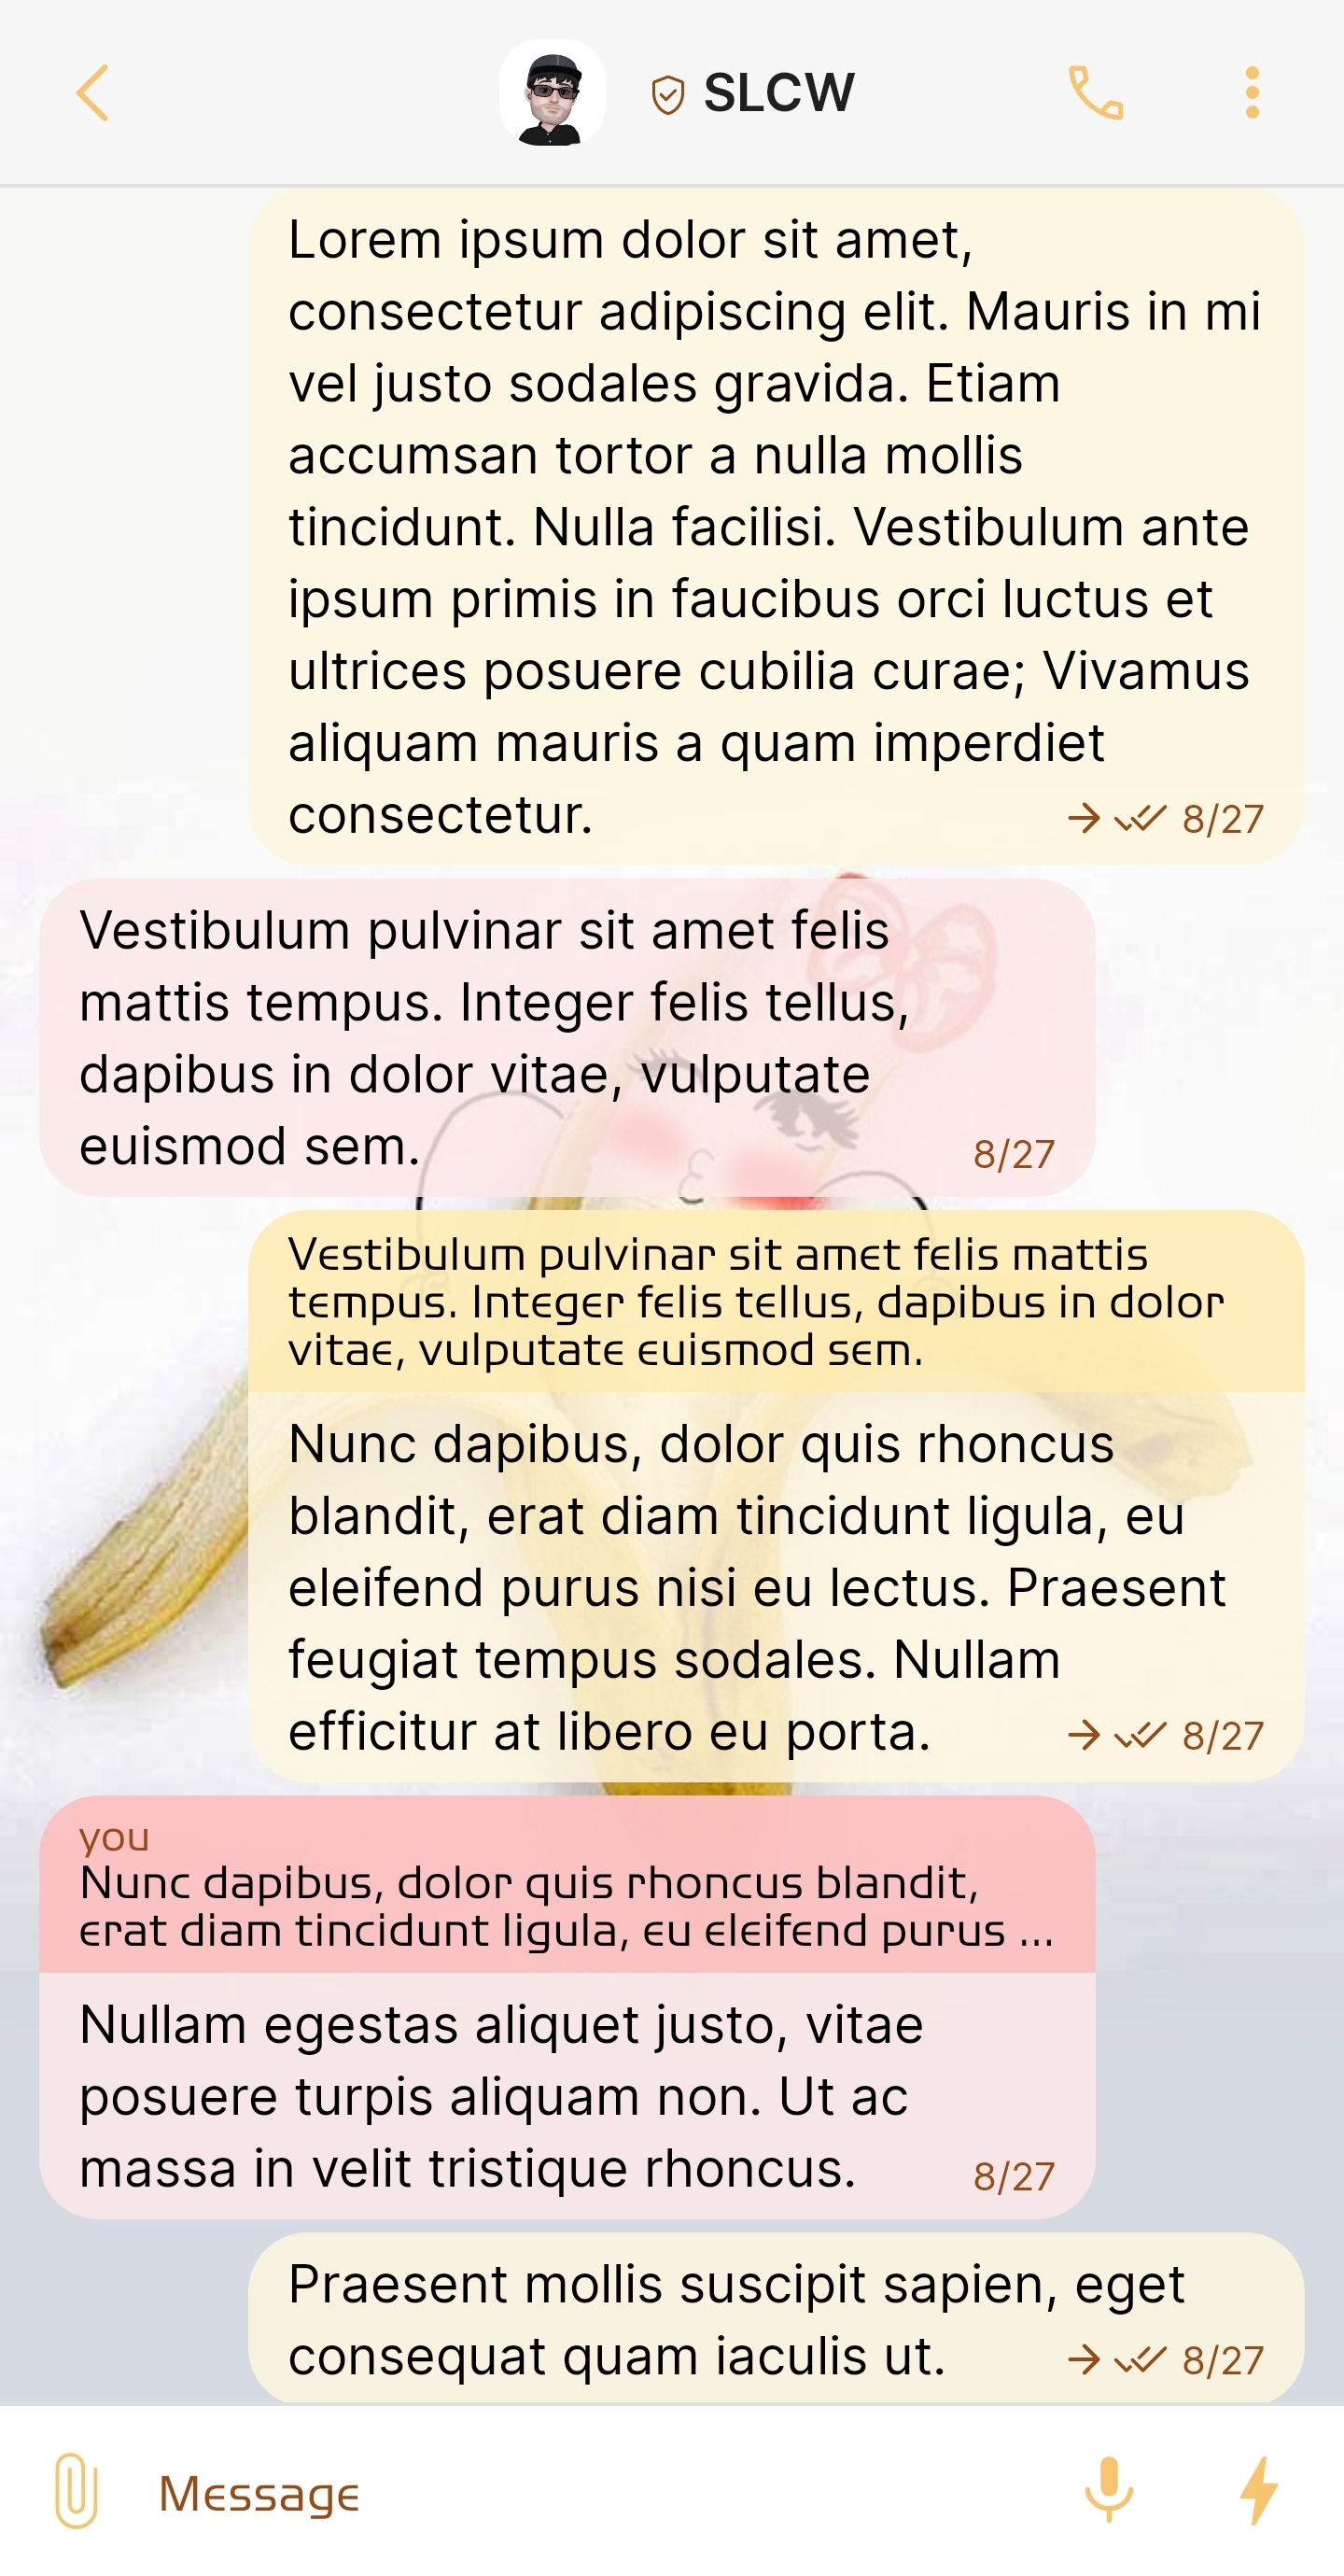 SLCW
Lorem ipsum dolor sit amet,
consectetur adipiscing elit. Mauris in mi
vel justo sodales gravida. Etiam
accumsan tortor a nulla mollis
tincidunt. Nulla facilisi. Vestibulum ante
ipsum primis in faucibus orci luctus et
ultrices posuere cubilia curae; Vivamus
aliquam mauris a quam imperdiet
consectetur. 8/27
Vestibulum pulvinar sit amet felis
mattis tempus. Integer felis tellus,
dapibus in dolor vitae, vulputate
euismod sem. 8/27
Vestibulum pulvinar sit amet felis mattis
tempus. Integer felis tellus, dapibus in dolor
vitae, vulputate euismod sem.
Nunc dapibus, dolor quis rhoncus
blandit, erat diam tincidunt ligula, eu
eleifend purus nisi eu lectus. Praesent
feugiat tempus sodales. Nullam
efficitur at libero eu porta. 8/27
you
Nunc dapibus, dolor quis rhoncus blandit,
erat diam tincidunt ligula, eu eleifend purus ...
Nullam egestas aliquet justo, vitae
posuere turpis aliquam non. Ut ac
massa in velit tristique rhoncus. 8/27
Praesent mollis suscipit sapien, eget
consequat quam iaculis ut. 8/27
Message